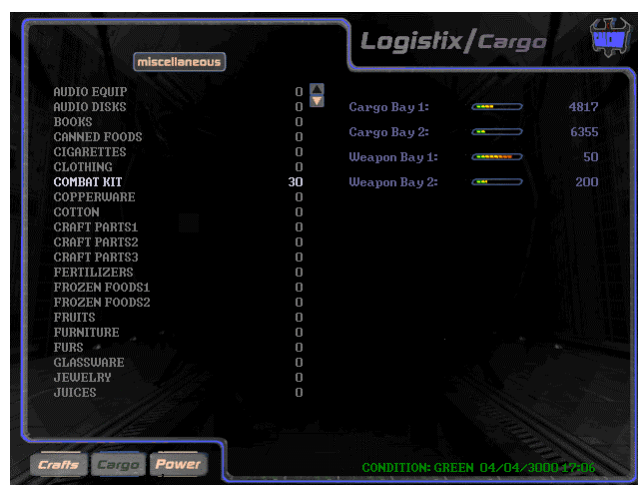 Logistix/Cargo
CALCORP
miscellaneous
AUDIO EQUIP 0
AUDIO DISKS 0
BOOKS 0
CANNED FOODS 0
CIGARETTES 0
CLOTHING 0
COMBAT KIT 30
COPPERWARE 0
COTTON 0
CRAFT PARTS1 0
CRAFT PARTS2 0
CRAFT PARTS3 0
FERTILIZERS 0
FROZEN FOODS1 0
FROZEN FOODS2 0
FRUITS 0
FURNITURE 0
FURS 0
GLASSWARE 0
JEWELRY 0
JUICES 0
Cargo Bay 1: 4817
Cargo Bay 2: 6355
Weapon Bay 1: 50
Weapon Bay 2: 200
Crafts Cargo Power
CONDITION: GREEN 04/04/3000 17:06